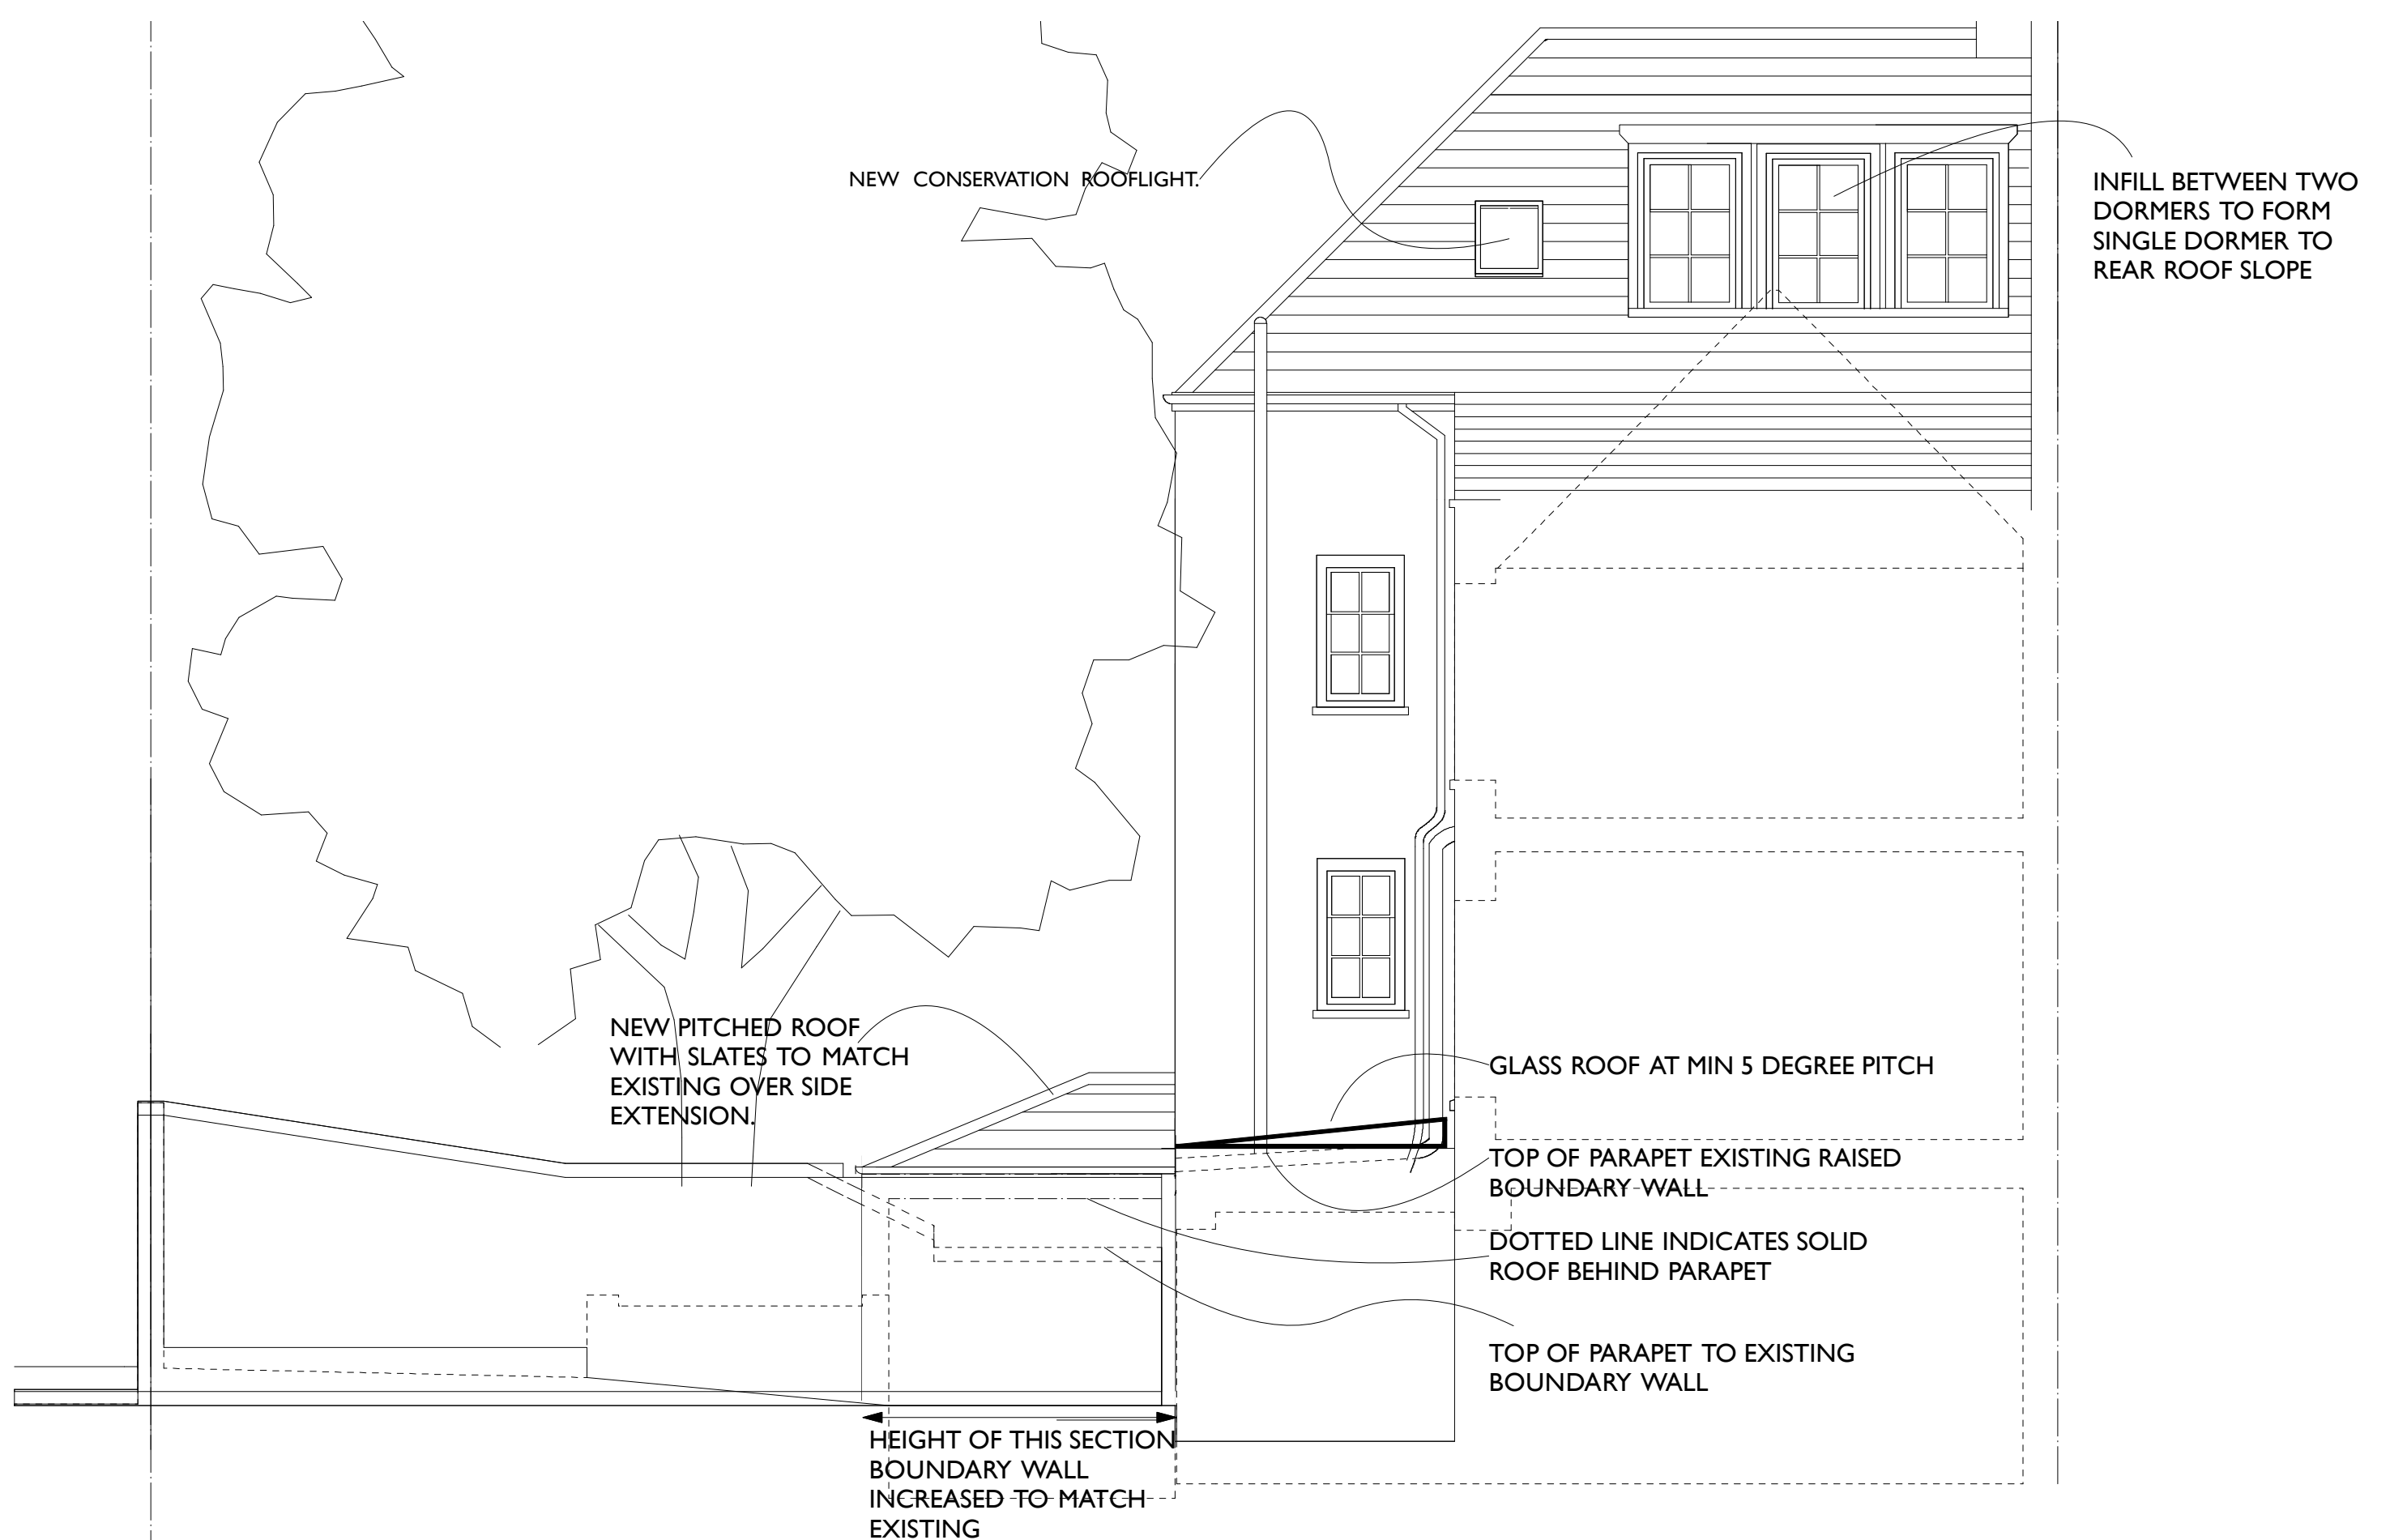 NEW CONSERVATION ROOFLIGHT.
INFILL BETWEEN TWO
DORMERS TO FORM
SINGLE DORMER TO
REAR ROOF SLOPE
NEW PITCHED ROOF
WITH SLATES TO MATCH
EXISTING OVER SIDE
EXTENSION.
GLASS ROOF AT MIN 5 DEGREE PITCH
TOP OF PARAPET EXISTING RAISED
BOUNDARY WALL
DOTTED LINE INDICATES SOLID
ROOF BEHIND PARAPET
TOP OF PARAPET TO EXISTING
BOUNDARY WALL
HEIGHT OF THIS SECTION
BOUNDARY WALL
INCREASED TO MATCH
EXISTING